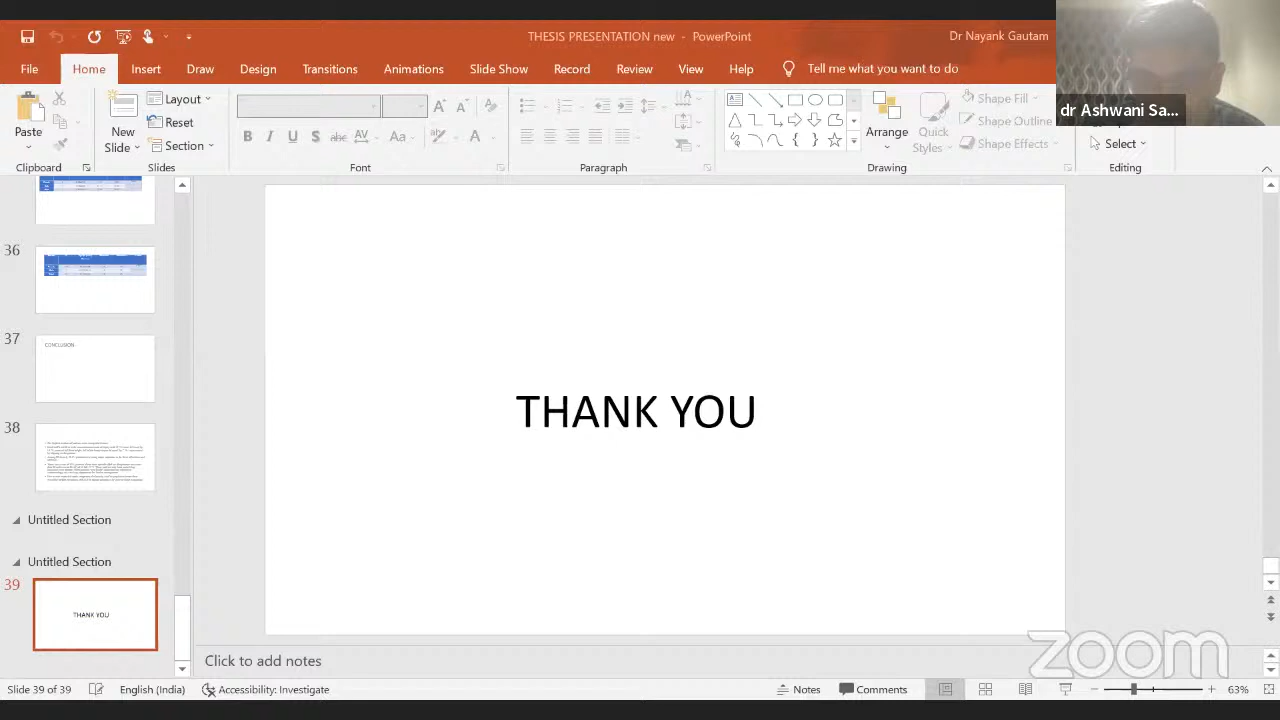 THESIS PRESENTATION new - PowerPoint
Dr Nayank Gautam
File Home Insert Draw Design Transitions Animations Slide Show Record Review View Help Tell me what you want to do
dr Ashwani Sa...
Paste
New
Slide
Layout
Reset
Section
B I U S abc AV Aa A
Arrange
Quick
Styles
Shape Fill
Shape Outline
Shape Effects
Select
Clipboard Slides Font Paragraph Drawing Editing
36
37
CONCLUSION
38
Untitled Section
Untitled Section
39
THANK YOU
THANK YOU
Click to add notes
zoom
Slide 39 of 39 English (India) Accessibility: Investigate Notes Comments 63%